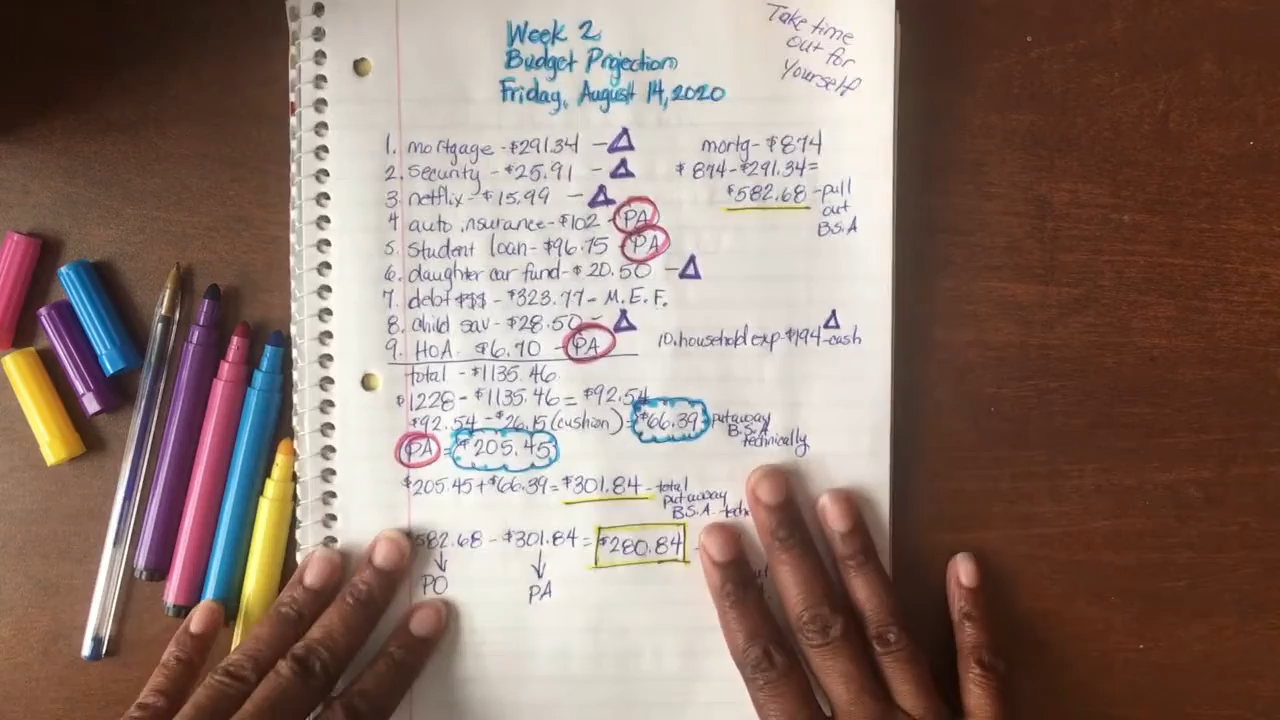 Week 2
Budget Projection
Friday, August 14, 2020
Take time
out for
Yourself
1. mortgage - $291.34 - Δ
2. Security - $25.91 - Δ
3 netflix - $15.99 - Δ
4 auto insurance - $102 - PA
5. Student loan - $96.75 - PA
6. daughter car fund - $20.50 - Δ
7. debt $$$ - $323.77 - M.E.F.
8. child sav - $28.50 - Δ
9. HOA - $6.70 - PA
mortg - $874
$874 - $291.34 =
$582.68 - pull
out
B.S.A
Δ
10. household exp - $194 - cash
total - $1135.46
$1228 - $1135.46 = $92.54
$92.54 - $26.15 (cushion) = $66.39 put away
B.S.A
technically
PA = $205.45
$205.45 + $66.39 = $301.84 - total
put away
B.S.A - tech
582.68 - $301.84 = $280.84 -
PO
PA